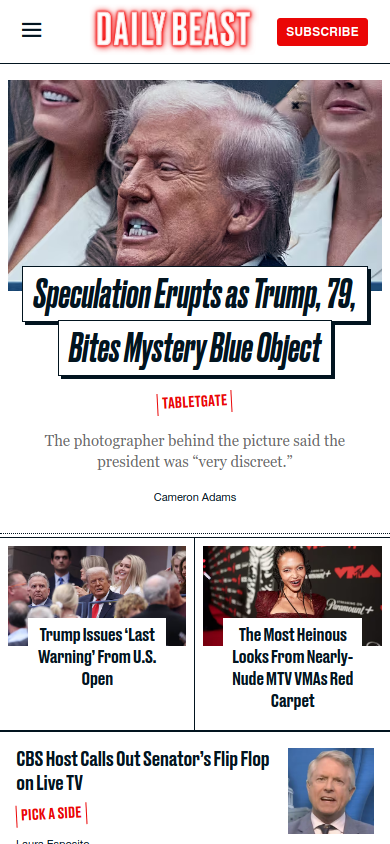 DAILY BEAST
SUBSCRIBE
Speculation Erupts as Trump, 79,
Bites Mystery Blue Object
TABLETGATE
The photographer behind the picture said the
president was “very discreet.”
Cameron Adams
Trump Issues ‘Last
Warning’ From U.S.
Open
The Most Heinous
Looks From Nearly-
Nude MTV VMAs Red
Carpet
Paramount+
CBS Host Calls Out Senator’s Flip Flop
on Live TV
PICK A SIDE